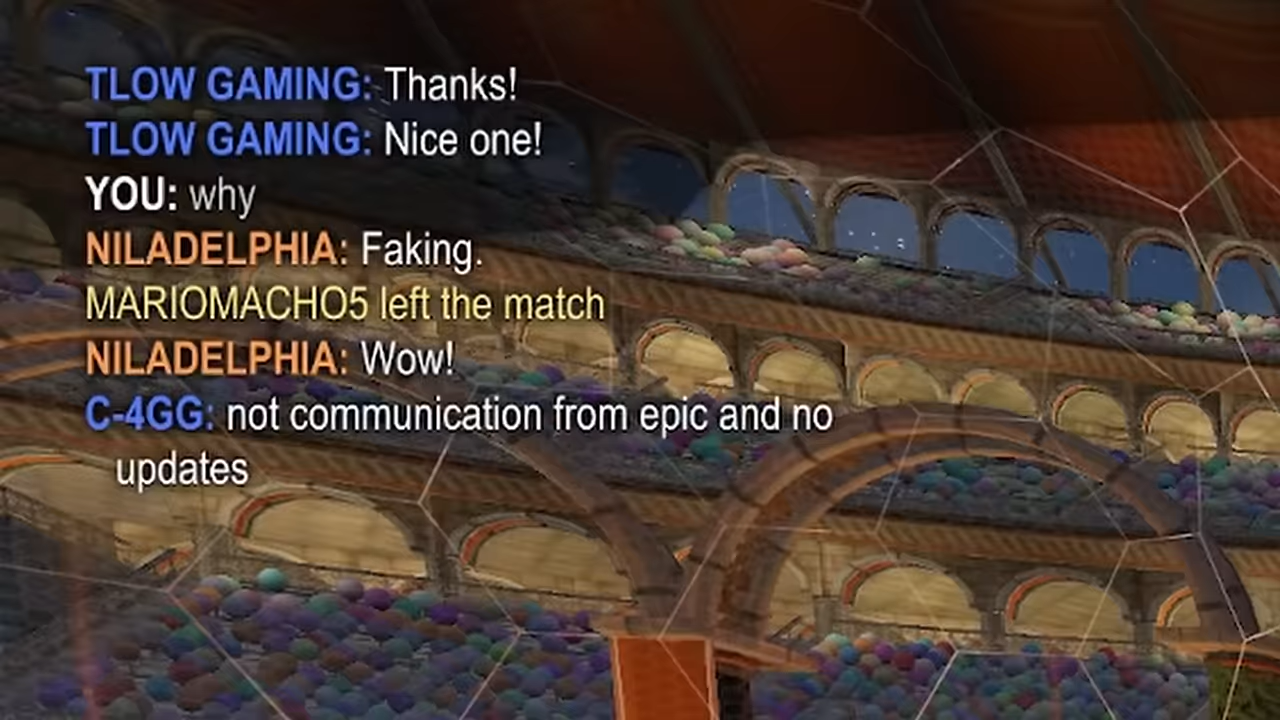 TLOW GAMING: Thanks!
TLOW GAMING: Nice one!
YOU: why
NILADELPHIA: Faking.
MARIOMACHO5 left the match
NILADELPHIA: Wow!
C-4GG: not communication from epic and no
updates